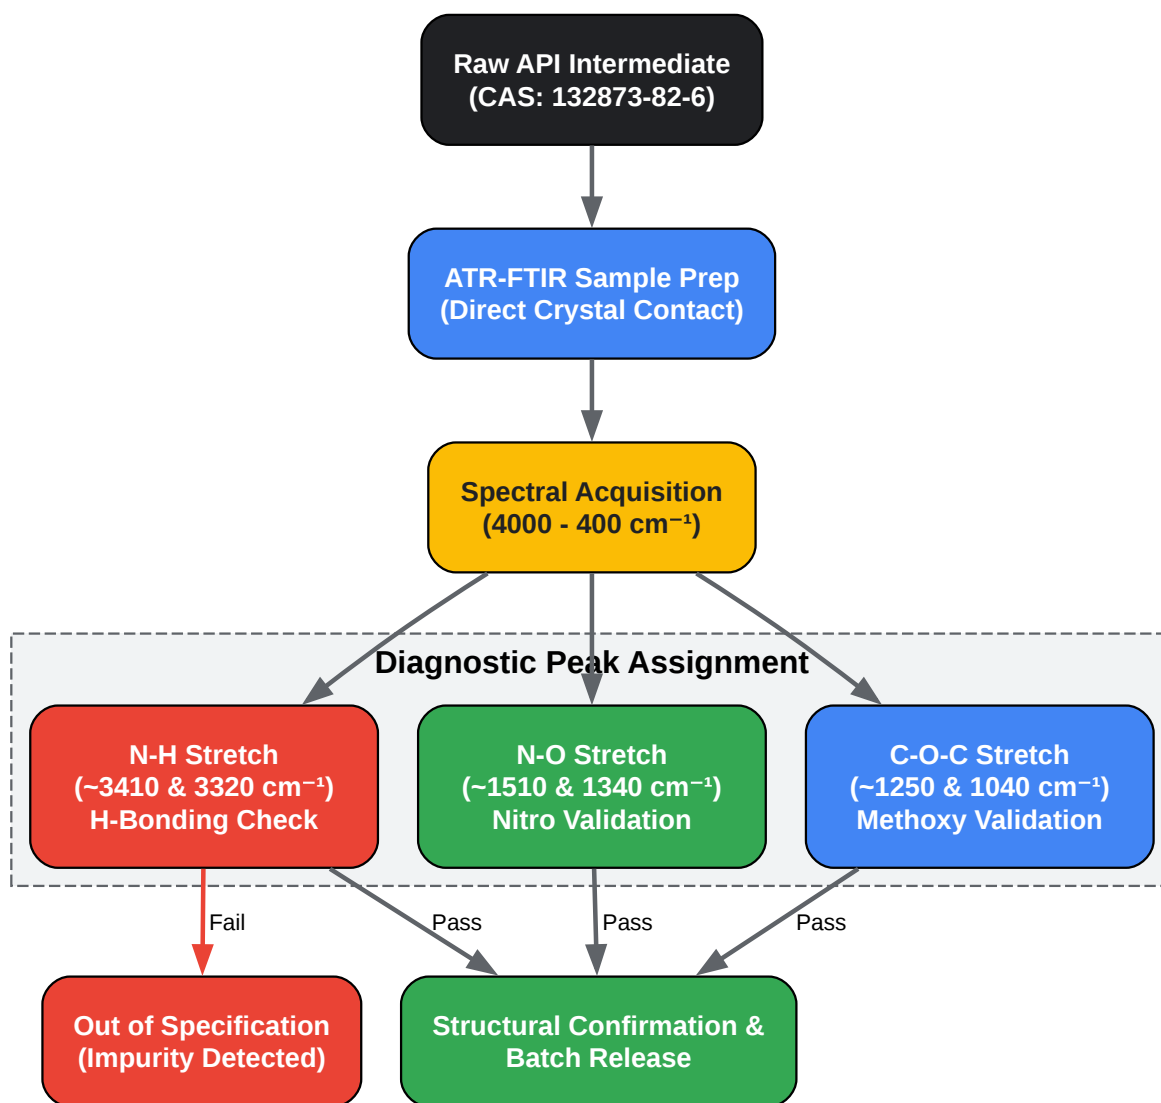 Raw API Intermediate
(CAS: 132873-82-6)
ATR-FTIR Sample Prep
(Direct Crystal Contact)
Spectral Acquisition
(4000 - 400 cm⁻¹)
Diagnostic Peak Assignment
N-H Stretch
(~3410 & 3320 cm⁻¹)
H-Bonding Check
N-O Stretch
(~1510 & 1340 cm⁻¹)
Nitro Validation
C-O-C Stretch
(~1250 & 1040 cm⁻¹)
Methoxy Validation
Fail
Pass
Pass
Pass
Out of Specification
(Impurity Detected)
Structural Confirmation &
Batch Release